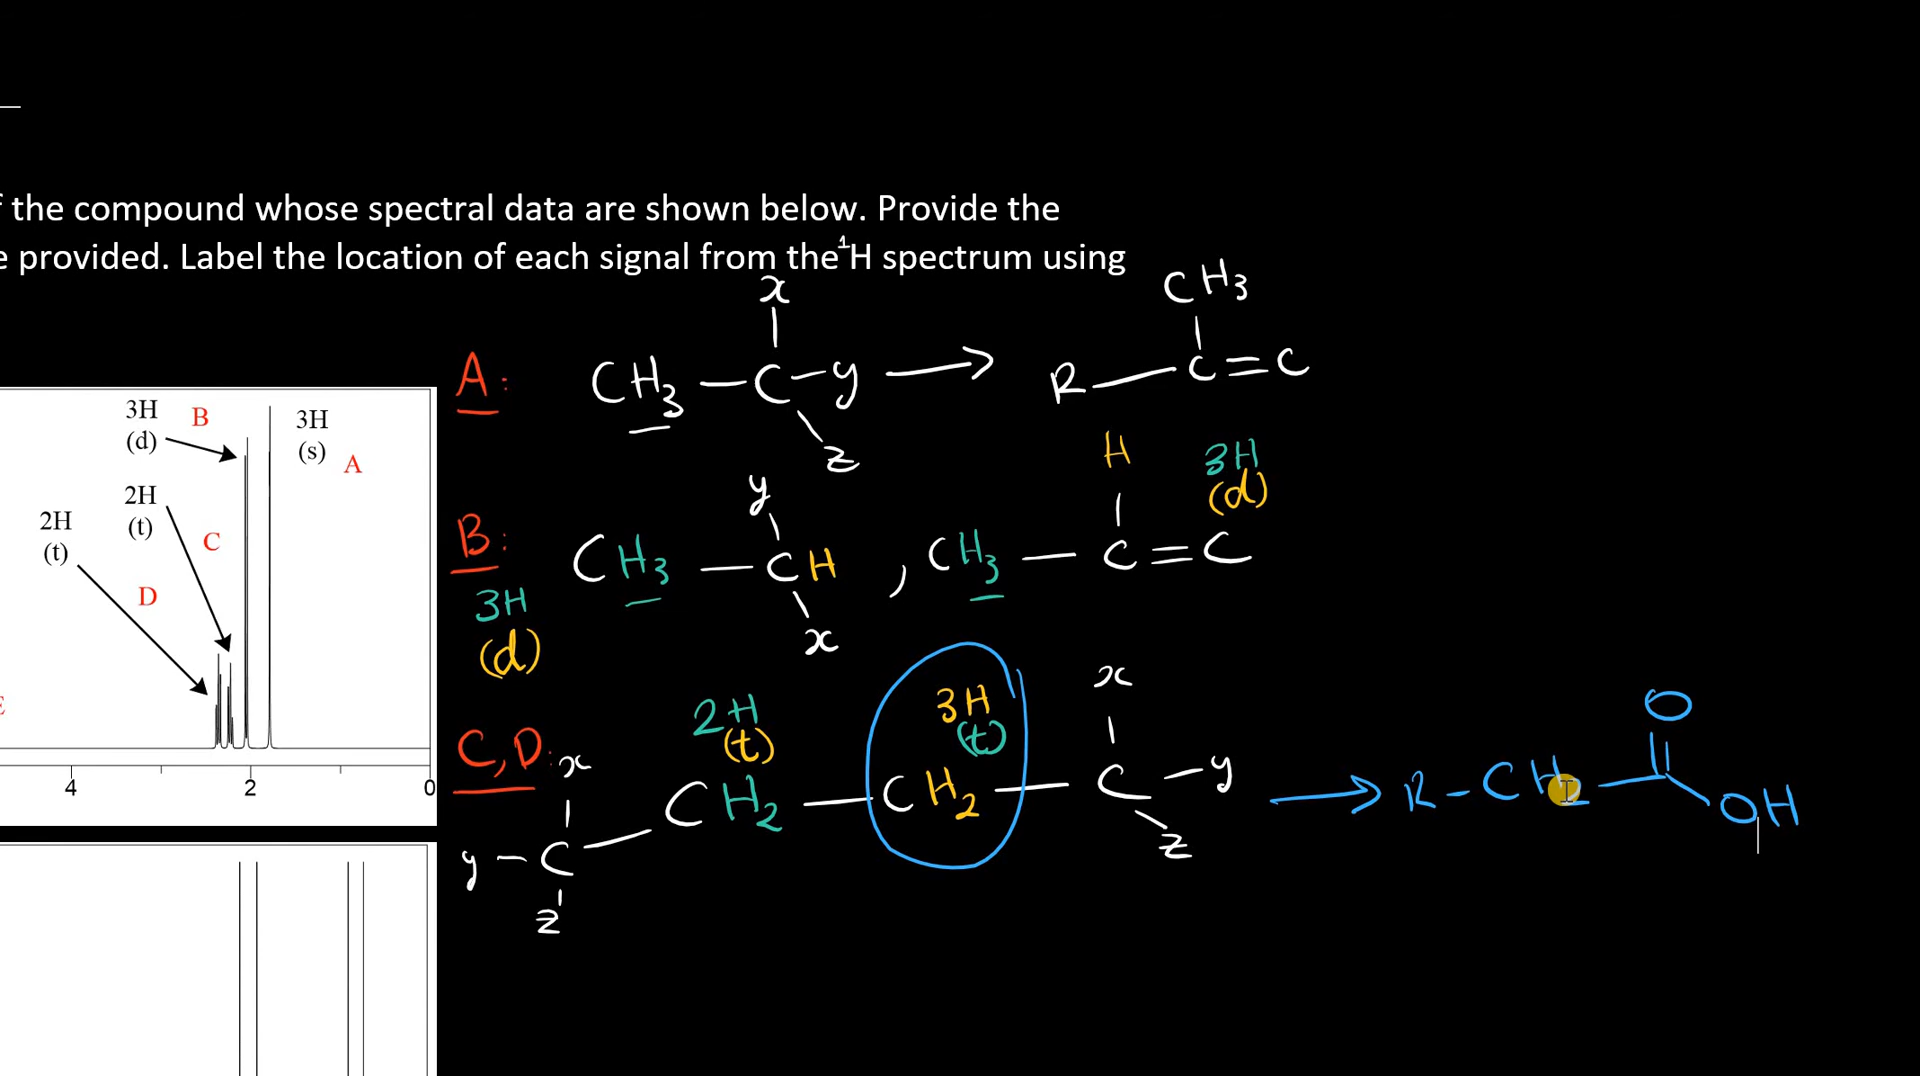 f the compound whose spectral data are shown below. Provide the
e provided. Label the location of each signal from the ¹H spectrum using
A: CH3 — C — y → R — C = C
x
z
CH3
B: CH3 — CH , CH3 — C = C
3H
(d)
y
x
H
3H
(d)
C, D:
x
y — C — CH2 — CH2 — C — y → R — CH2 OH
z
2H
(t)
3H
(t)
x
z
O
3H
(d)
B
3H
(s)
A
2H
(t)
C
2H
(t)
D
E
4 2 0